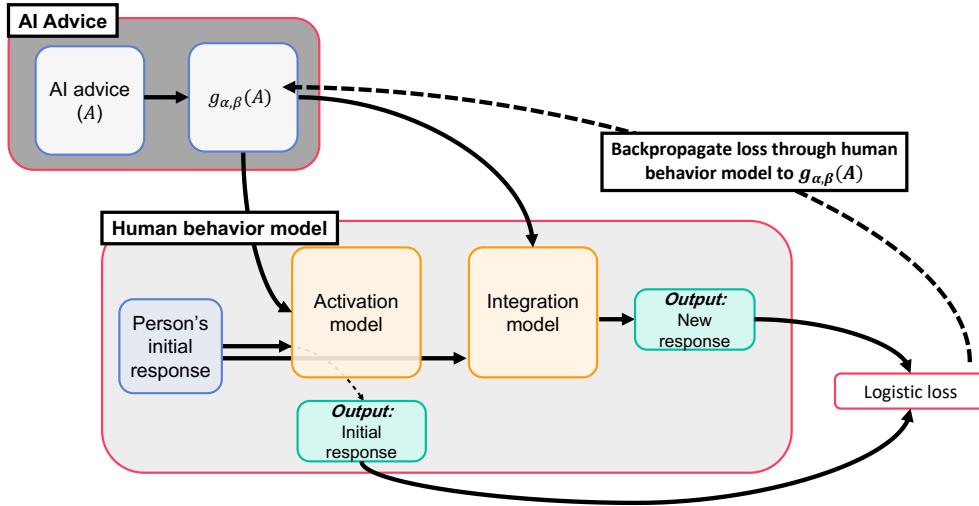 AI Advice
AI advice
(A)
g_{α,β}(A)
Backpropagate loss through human
behavior model to g_{α,β}(A)
Human behavior model
Person's
initial
response
Activation
model
Integration
model
Output:
New
response
Output:
Initial
response
Logistic loss